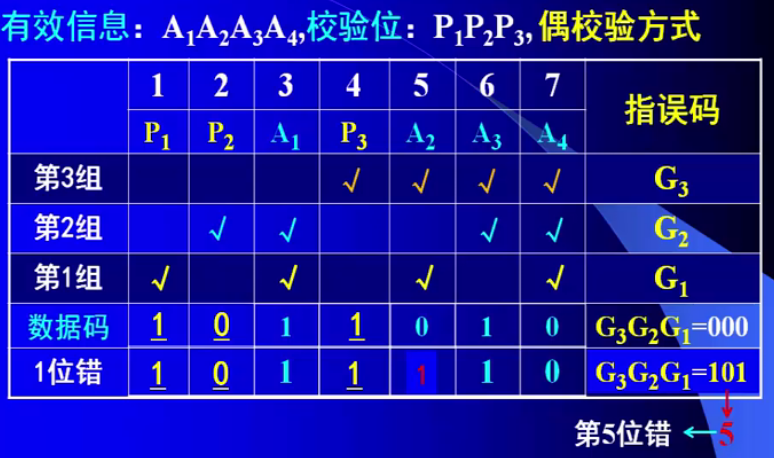 有效信息：A₁A₂A₃A₄,校验位：P₁P₂P₃,偶校验方式
1 2 3 4 5 6 7 指误码
P₁ P₂ A₁ P₃ A₂ A₃ A₄
第3组 √ √ √ √ G₃
第2组 √ √ √ √ G₂
第1组 √ √ √ √ G₁
数据码 1 0 1 1 0 1 0 G₃G₂G₁=000
1位错 1 0 1 1 1 1 0 G₃G₂G₁=101
第5位错 ← 5